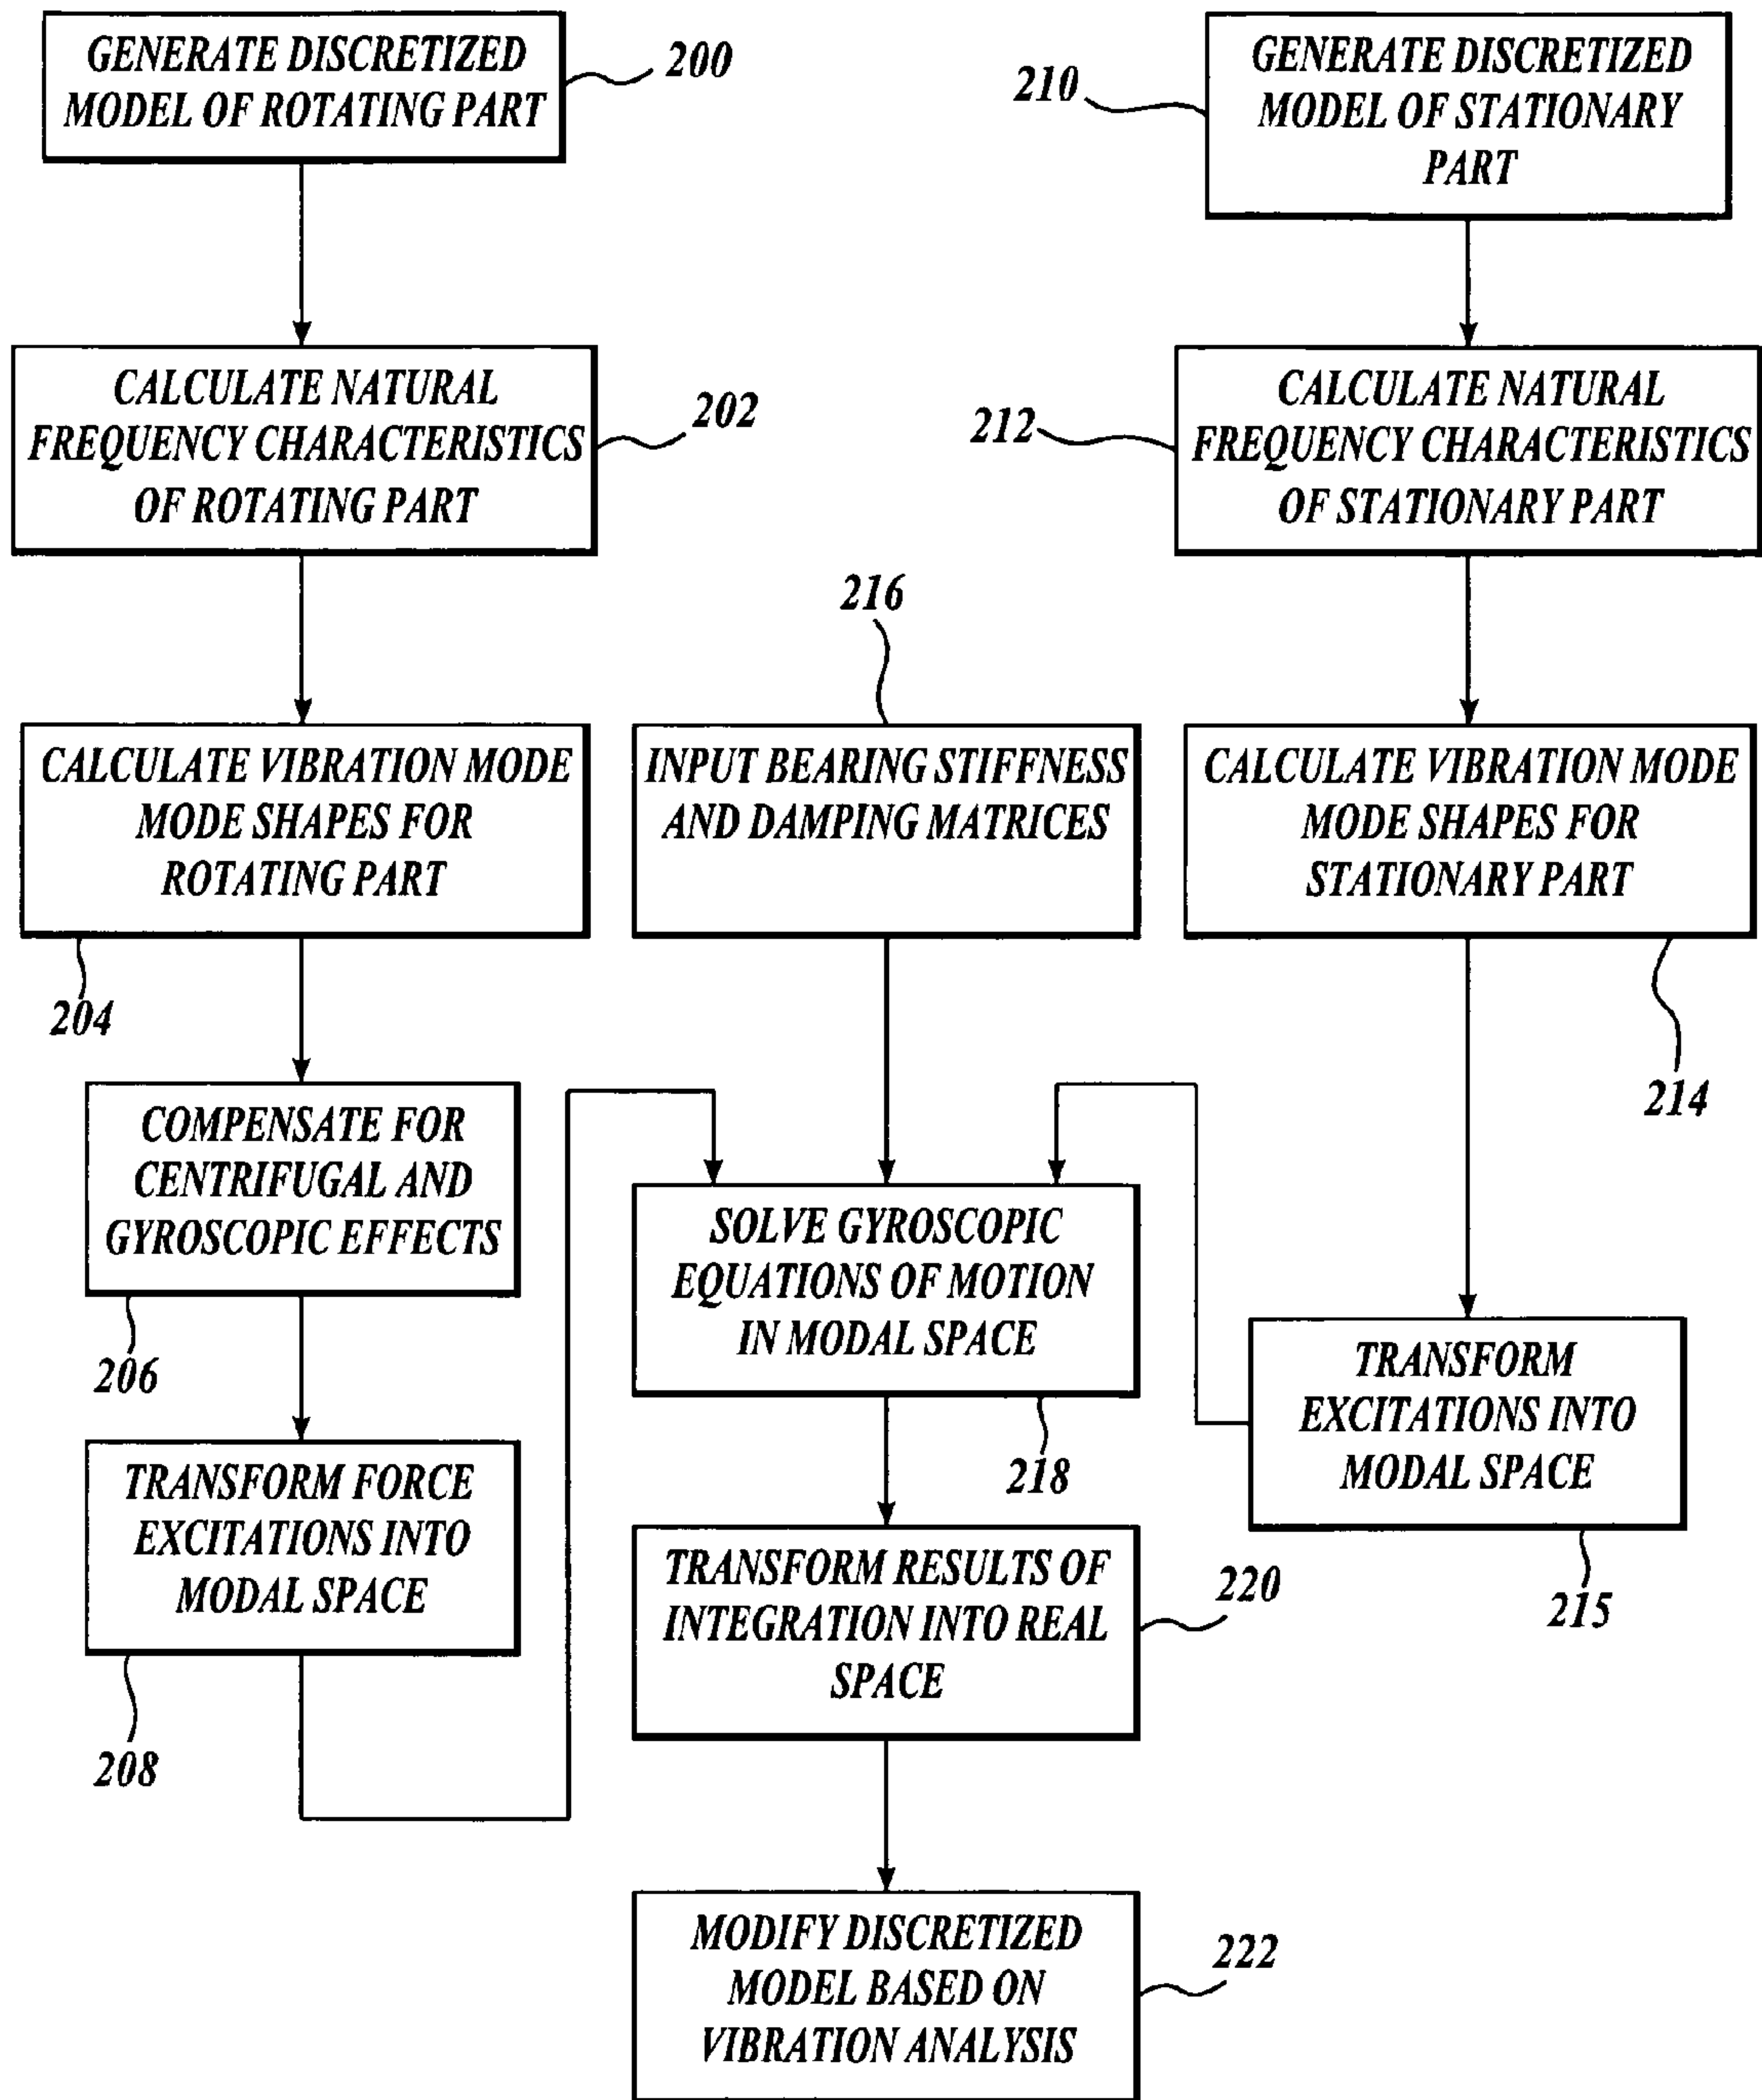 GENERATE DISCRETIZED
MODEL OF ROTATING PART
200
210
GENERATE DISCRETIZED
MODEL OF STATIONARY
PART
CALCULATE NATURAL
FREQUENCY CHARACTERISTICS
OF ROTATING PART
202
212
CALCULATE NATURAL
FREQUENCY CHARACTERISTICS
OF STATIONARY PART
216
CALCULATE VIBRATION MODE
MODE SHAPES FOR
ROTATING PART
204
INPUT BEARING STIFFNESS
AND DAMPING MATRICES
CALCULATE VIBRATION MODE
MODE SHAPES FOR
STATIONARY PART
214
COMPENSATE FOR
CENTRIFUGAL AND
GYROSCOPIC EFFECTS
206
SOLVE GYROSCOPIC
EQUATIONS OF MOTION
IN MODAL SPACE
218
TRANSFORM
EXCITATIONS INTO
MODAL SPACE
215
TRANSFORM FORCE
EXCITATIONS INTO
MODAL SPACE
208
TRANSFORM RESULTS OF
INTEGRATION INTO REAL
SPACE
220
MODIFY DISCRETIZED
MODEL BASED ON
VIBRATION ANALYSIS
222